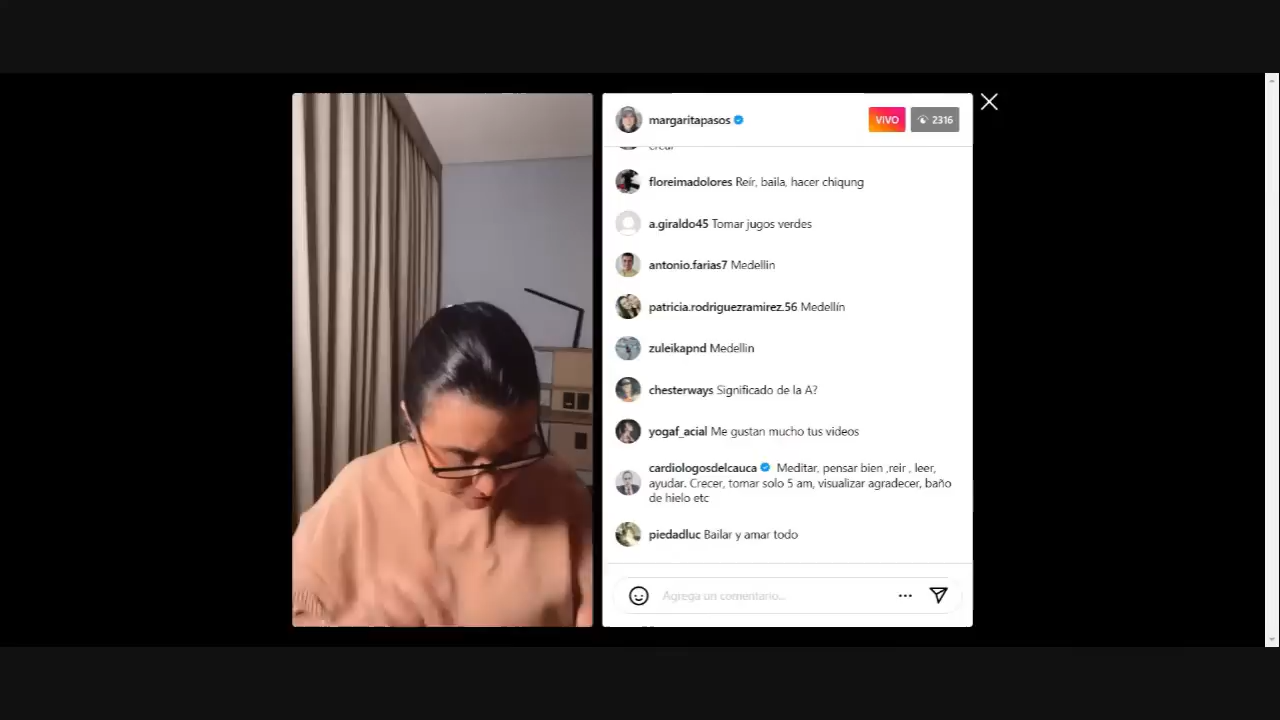 margaritapasos
VIVO
2316
crear
floreimadolores Reír, baila, hacer chiqung
a.giraldo45 Tomar jugos verdes
antonio.farias7 Medellin
patricia.rodriguezramirez.56 Medellín
zuleikapnd Medellin
chesterways Significado de la A?
yogaf_acial Me gustan mucho tus videos
cardiologosdelcauca Meditar, pensar bien ,reir , leer,
ayudar. Crecer, tomar solo 5 am, visualizar agradecer, baño
de hielo etc
piedadluc Bailar y amar todo
Agrega un comentario...